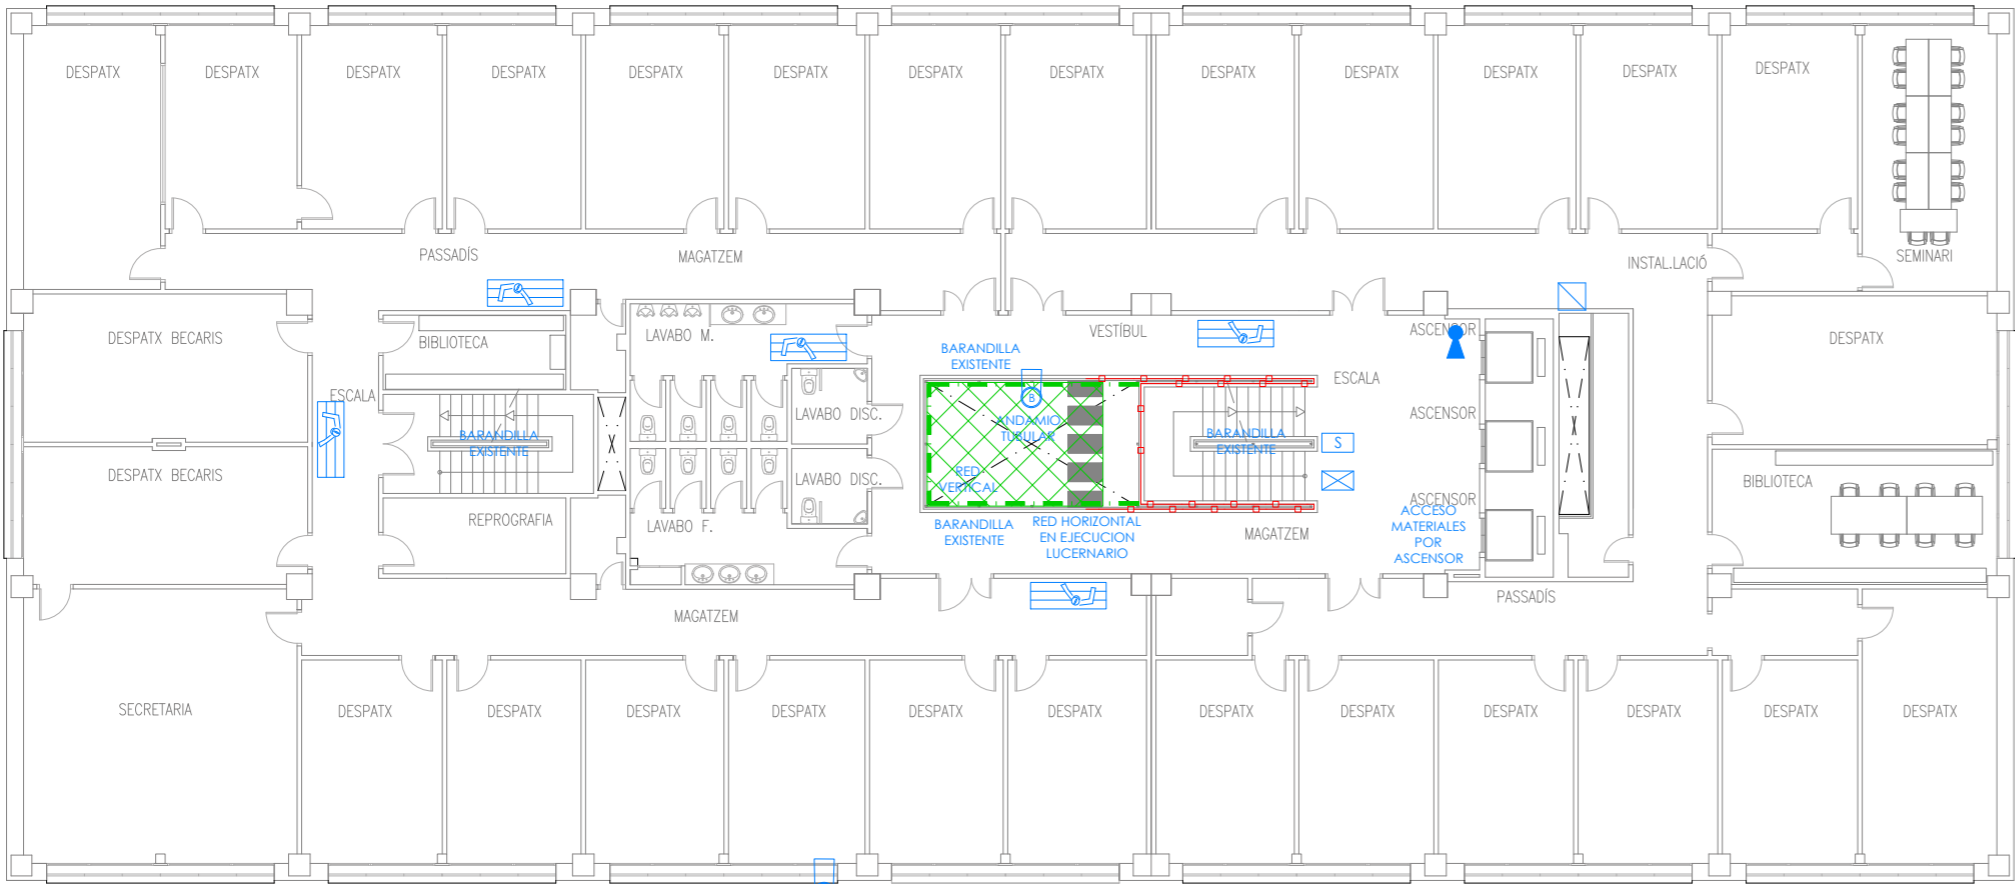 DESPATX
DESPATX
DESPATX
DESPATX
DESPATX
DESPATX
DESPATX
DESPATX
DESPATX
DESPATX
DESPATX
DESPATX
DESPATX
SEMINARI
PASSADÍS
MAGATZEM
INSTAL.LACIÓ
DESPATX BECARIS
BIBLIOTECA
LAVABO M.
VESTÍBUL
ASCENSOR
DESPATX
BARANDILLA
EXISTENTE
ESCALA
ESCALA
B
LAVABO DISC.
ANDAMIO
TUBULAR
ASCENSOR
BARANDILLA
EXISTENTE
BARANDILLA
EXISTENTE
S
DESPATX BECARIS
LAVABO DISC.
RED
VERTICAL
BIBLIOTECA
ASCENSOR
REPROGRAFIA
LAVABO F.
BARANDILLA
EXISTENTE
RED HORIZONTAL
EN EJECUCION
LUCERNARIO
MAGATZEM
ACCESO
MATERIALES
POR
ASCENSOR
MAGATZEM
PASSADÍS
SECRETARIA
DESPATX
DESPATX
DESPATX
DESPATX
DESPATX
DESPATX
DESPATX
DESPATX
DESPATX
DESPATX
DESPATX
DESPATX